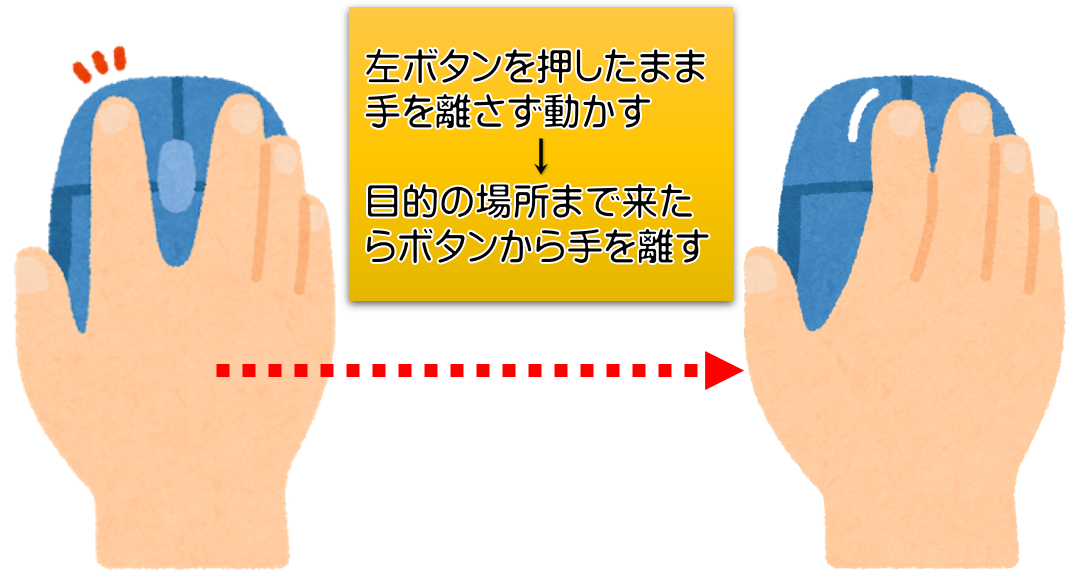 左ボタンを押したまま
手を離さず動かす
↓
目的の場所まで来た
らボタンから手を離す